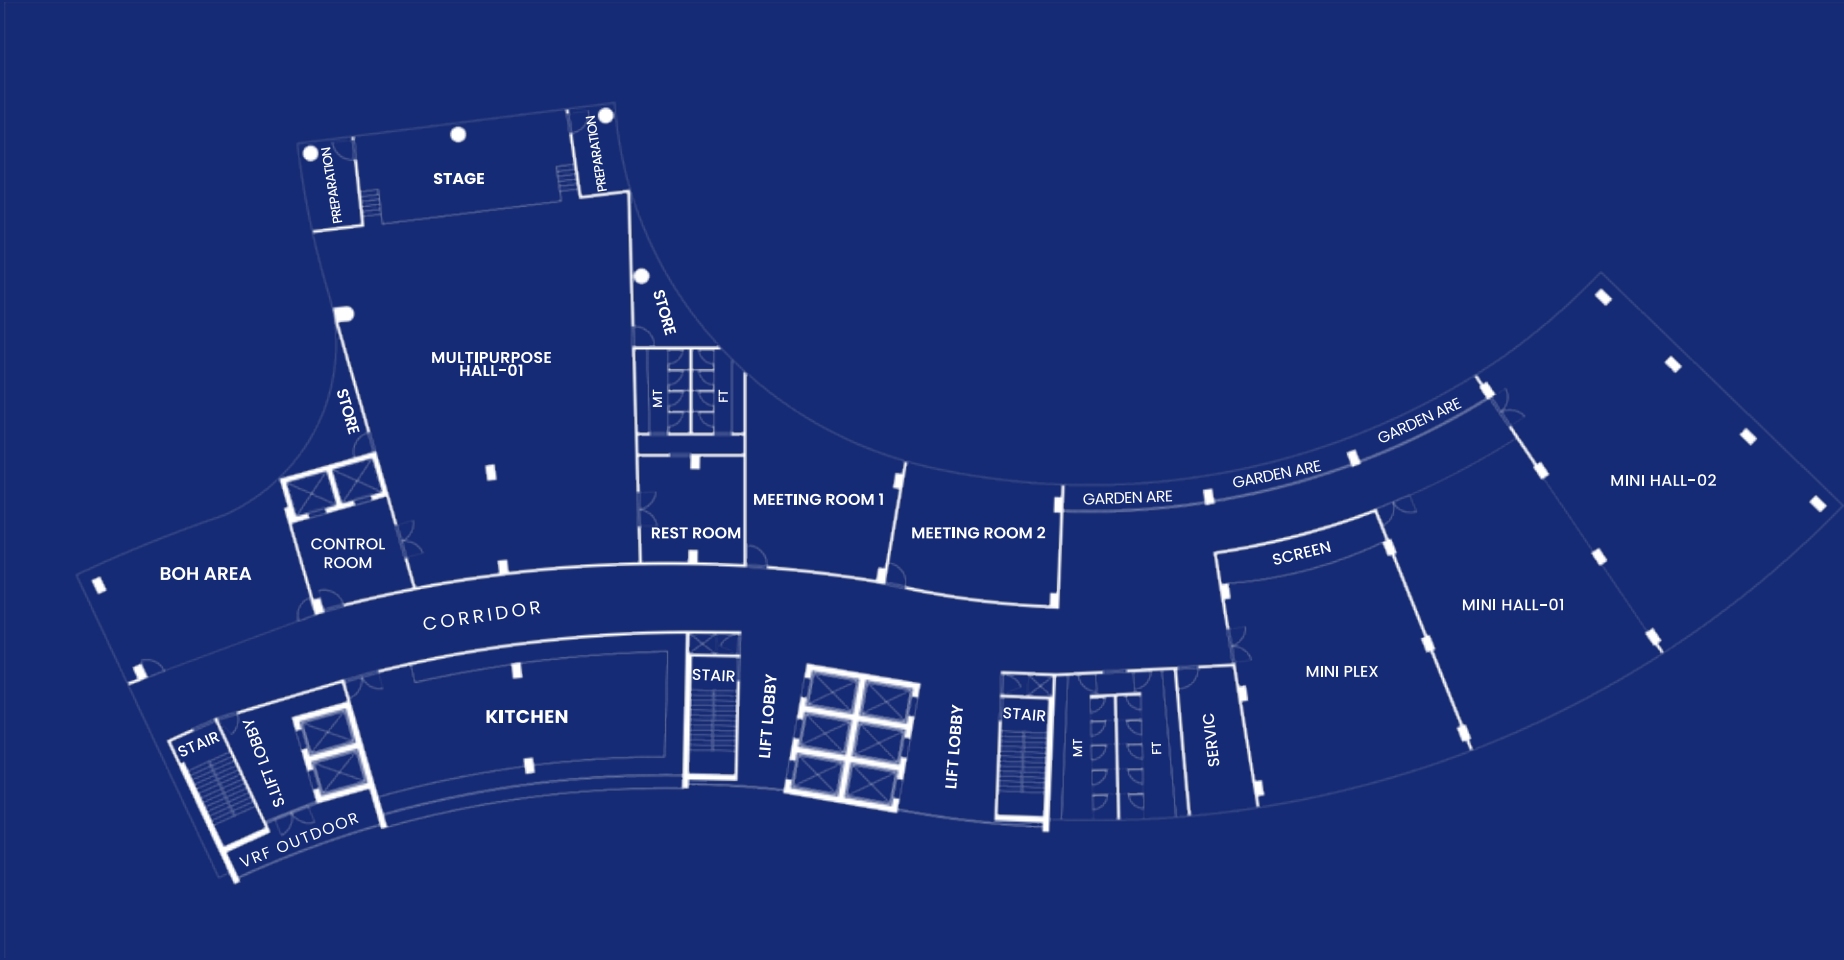 PREPARATION
PREPARATION
STAGE
STORE
MULTIPURPOSE
HALL-01
STORE
MT
FT
GARDEN ARE
GARDEN ARE
GARDEN ARE
MINI HALL-02
MEETING ROOM 1
MEETING ROOM 2
REST ROOM
CONTROL
ROOM
BOH AREA
SCREEN
MINI HALL-01
CORRIDOR
MINI PLEX
STAIR
LIFT LOBBY
LIFT LOBBY
STAIR
KITCHEN
STAIR
S.LIFT LOBBY
MT
FT
SERVIC
VRF OUTDOOR